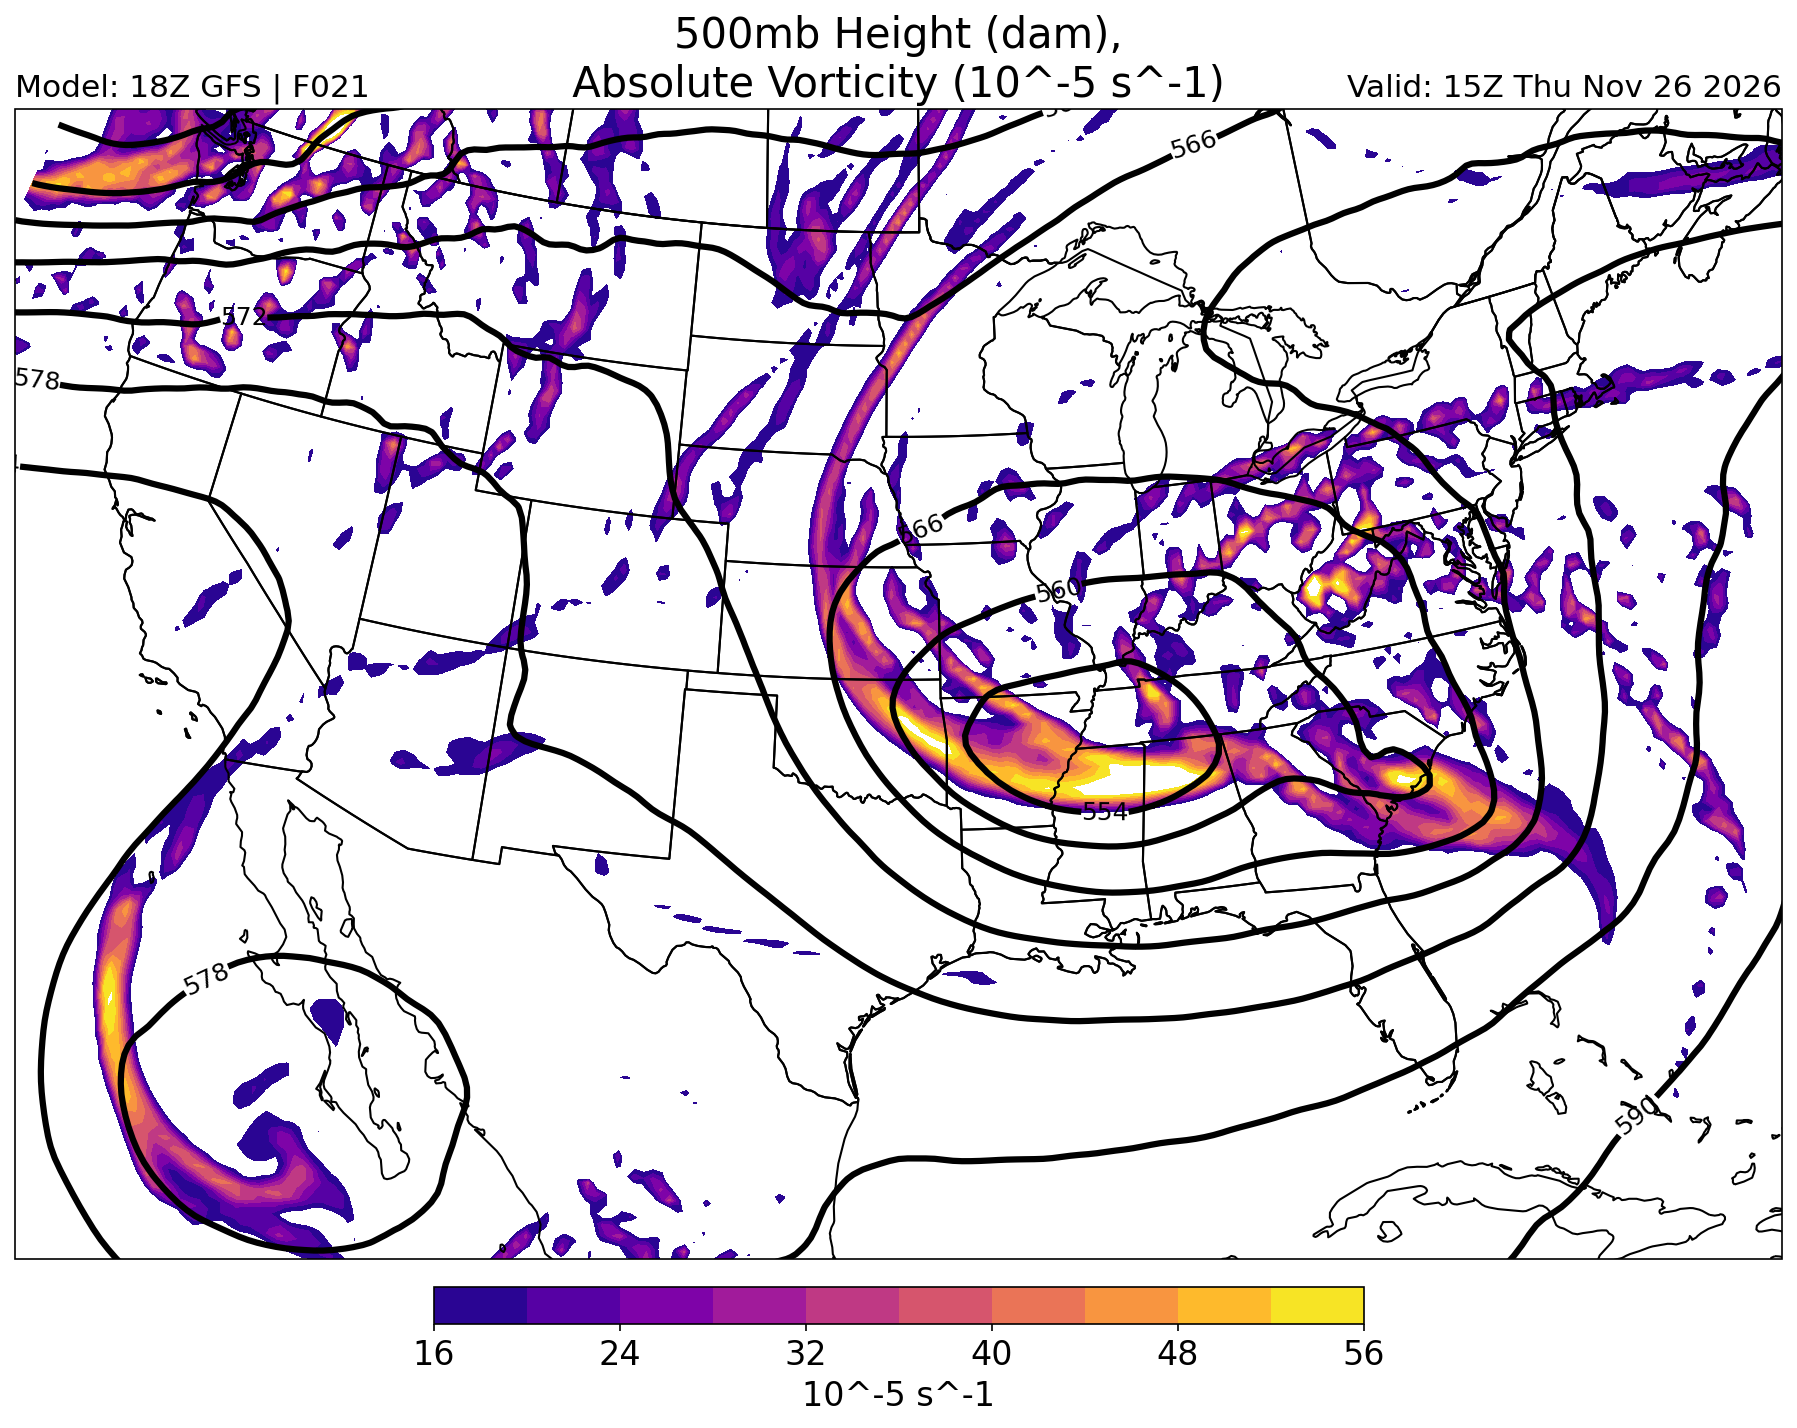 500mb Height (dam),
Absolute Vorticity (10^-5 s^-1)
Model: 18Z GFS | F021
Valid: 15Z Thu Nov 26 2026
566
572
578
566
560
554
578
590
16 24 32 40 48 56
10^-5 s^-1